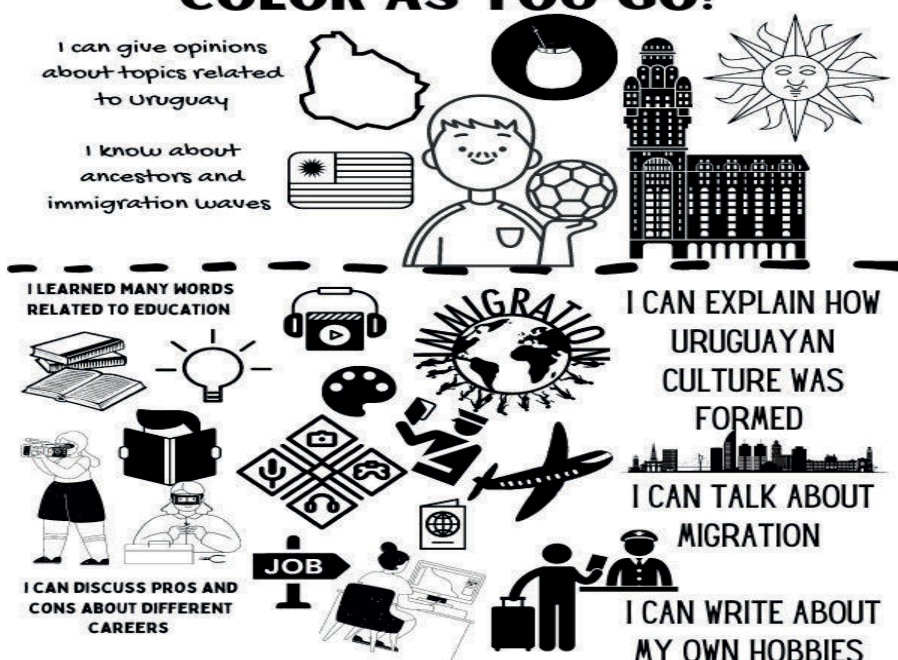 COLOR AS YOU GO!
I can give opinions
about topics related
to Uruguay
I know about
ancestors and
immigration waves
I LEARNED MANY WORDS
RELATED TO EDUCATION
IMMIGRATION
I CAN EXPLAIN HOW
URUGUAYAN
CULTURE WAS
FORMED
I CAN TALK ABOUT
MIGRATION
JOB
I CAN DISCUSS PROS AND
CONS ABOUT DIFFERENT
CAREERS
I CAN WRITE ABOUT
MY OWN HOBBIES